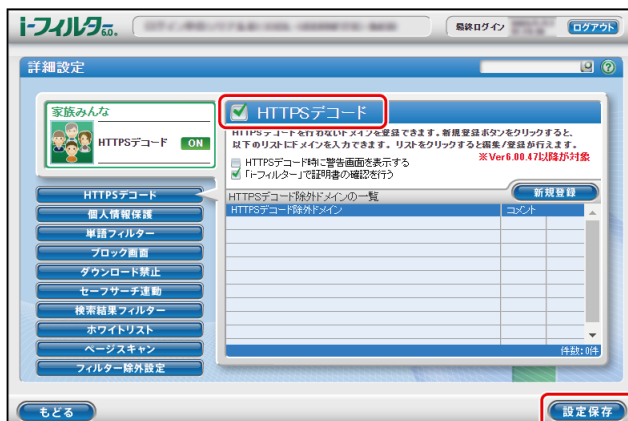 i-フィルター6.0.
最終ログイン
ログアウト
詳細設定
家族みんな
HTTPSデコード ON
HTTPSデコード
個人情報保護
単語フィルター
ブロック画面
ダウンロード禁止
セーフサーチ連動
検索結果フィルター
ホワイトリスト
ページスキャン
フィルター除外設定
HTTPSデコード
HTTPSデコードを行わないドメインを登録できます。新規登録ボタンをクリックすると、
以下のリストにドメインを入力できます。リストをクリックすると編集/登録が行えます。
HTTPSデコード時に警告画面を表示する
※Ver6.00.47以降が対象
「i-フィルター」で証明書の確認を行う
HTTPSデコード除外ドメインの一覧
新規登録
HTTPSデコード除外ドメイン コメント
件数:0件
もどる
設定保存